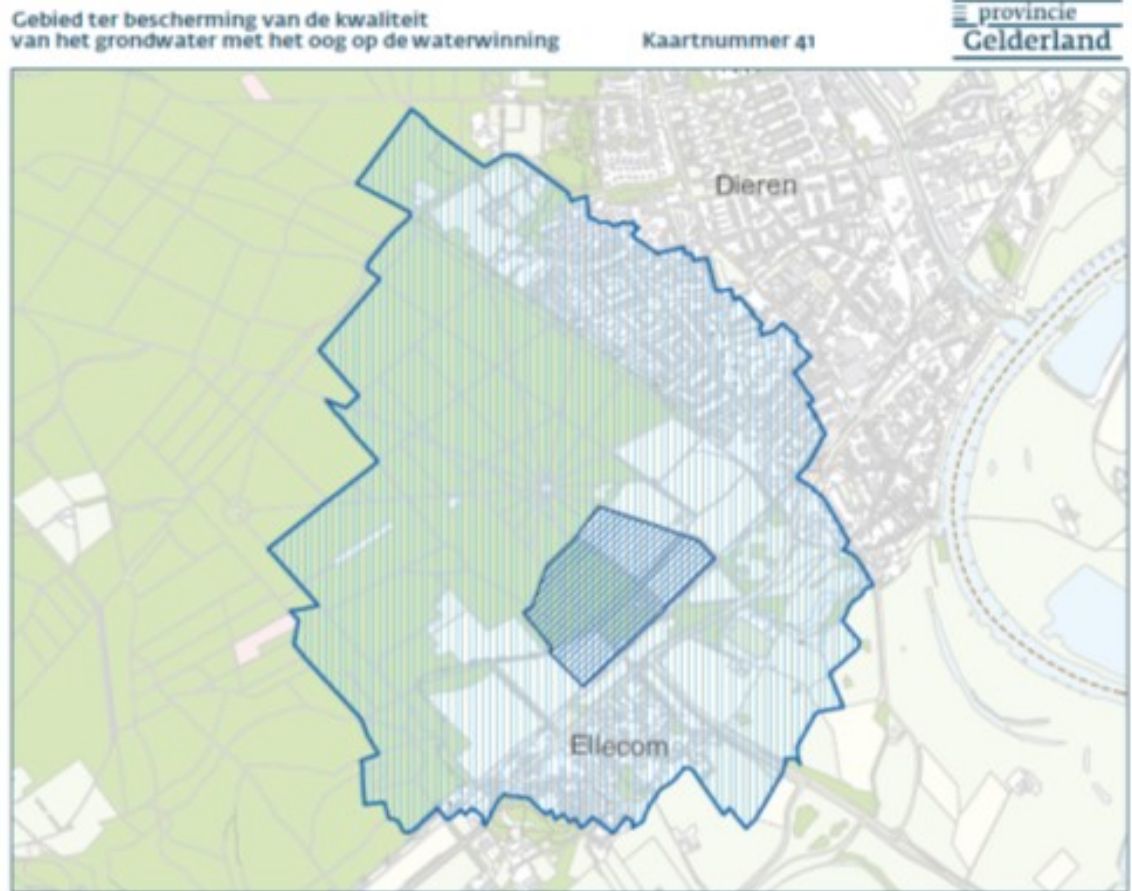 Gebied ter bescherming van de kwaliteit
van het grondwater met het oog op de waterwinning
Kaartnummer 41
provincie
Gelderland
Dieren
Ellecom